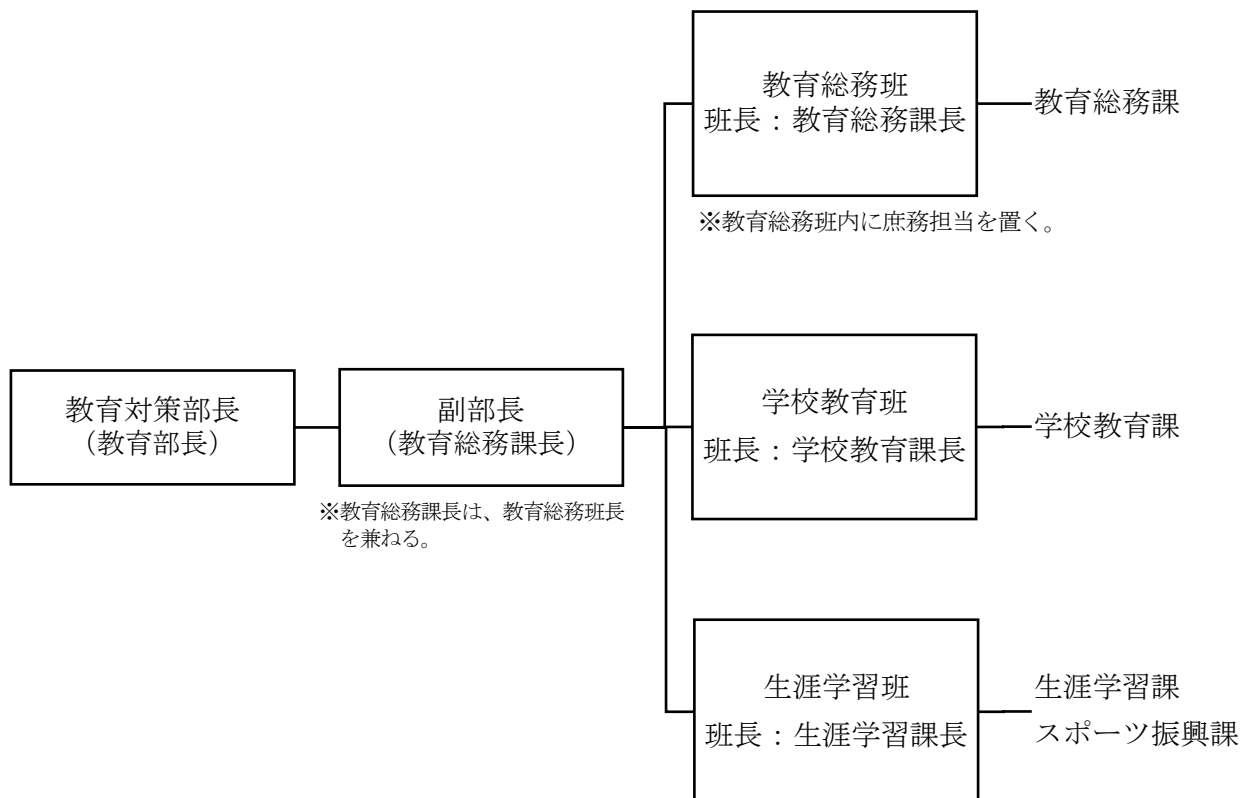 教育総務班
班長：教育総務課長
教育総務課
※教育総務班内に庶務担当を置く。
教育対策部長
（教育部長）
副部長
（教育総務課長）
※教育総務課長は、教育総務班長
を兼ねる。
学校教育班
班長：学校教育課長
学校教育課
生涯学習班
班長：生涯学習課長
生涯学習課
スポーツ振興課